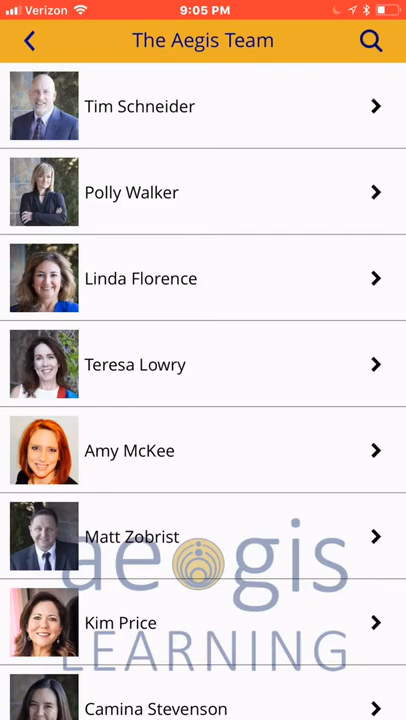 Verizon 9:05 PM
The Aegis Team
Tim Schneider
Polly Walker
Linda Florence
Teresa Lowry
Amy McKee
Matt Zobrist
aegis
Kim Price
LEARNING
Camina Stevenson